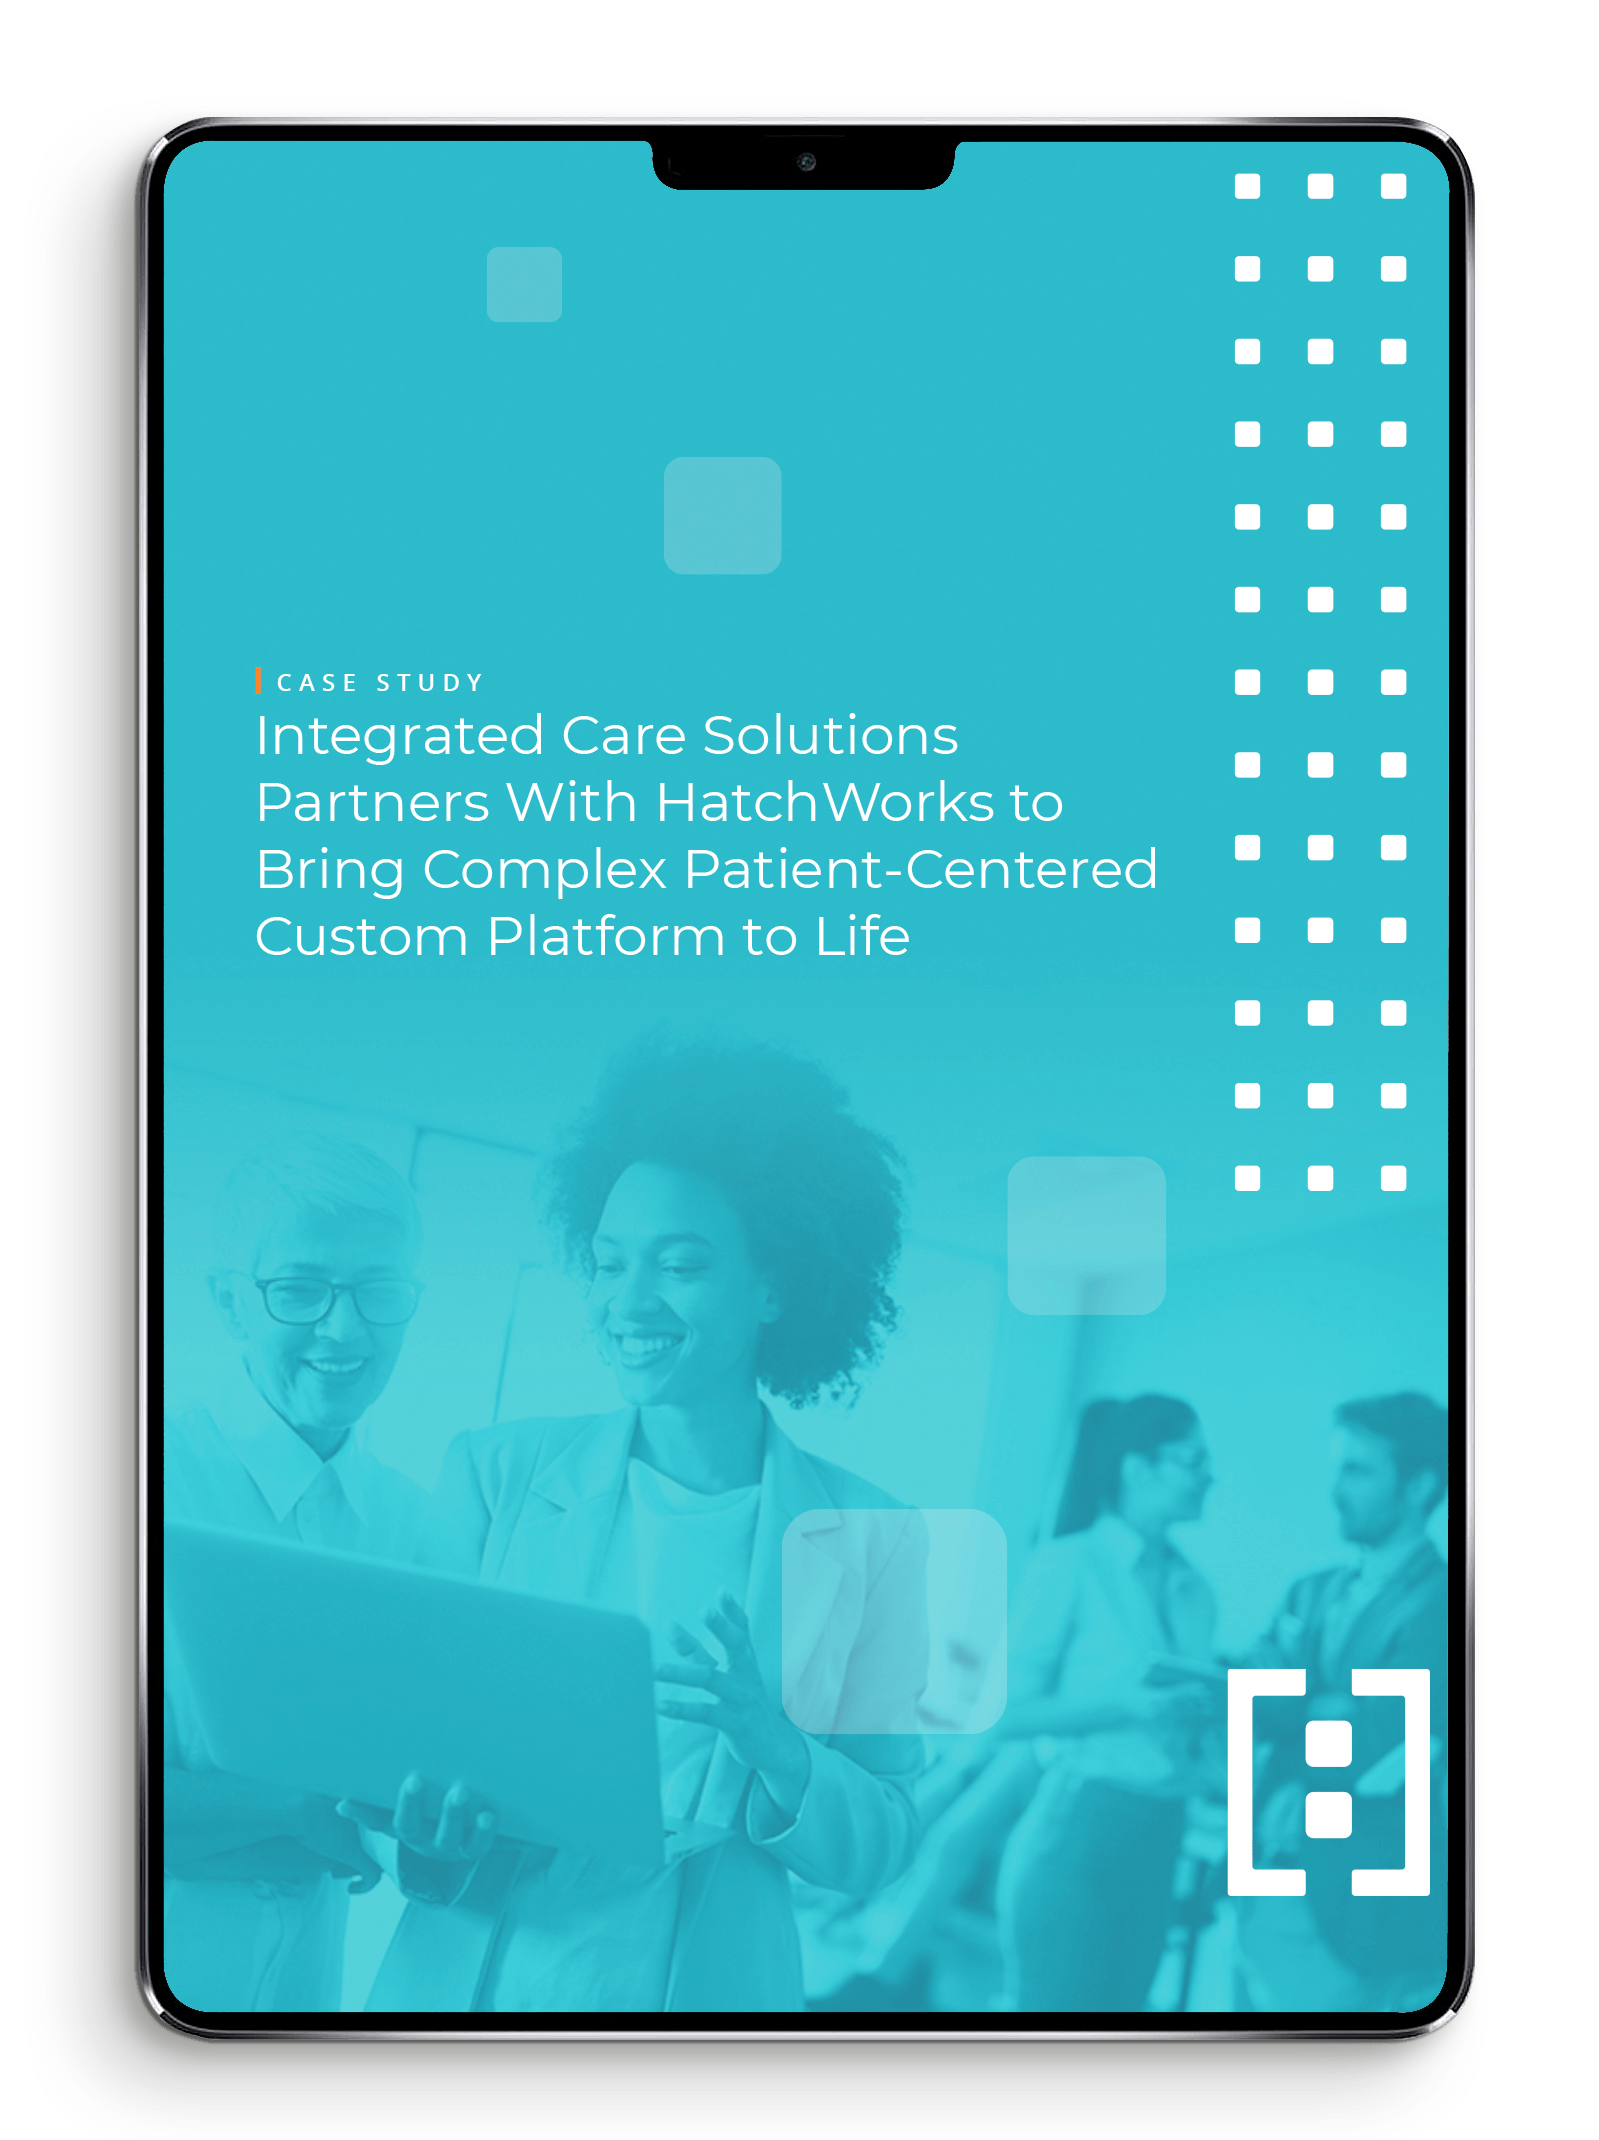 CASE STUDY
Integrated Care Solutions
Partners With HatchWorks to
Bring Complex Patient-Centered
Custom Platform to Life